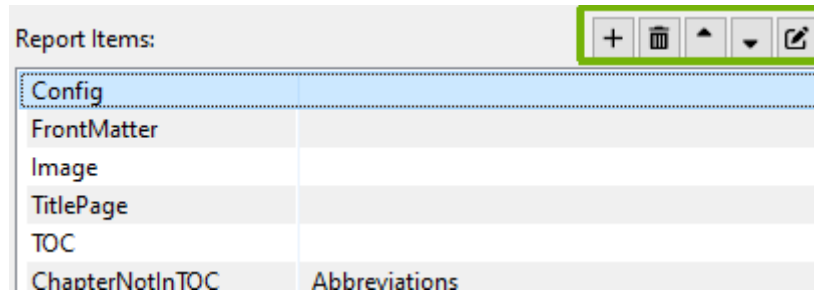 Report Items:
Config
FrontMatter
Image
TitlePage
TOC
ChapterNotInTOC Abbreviations